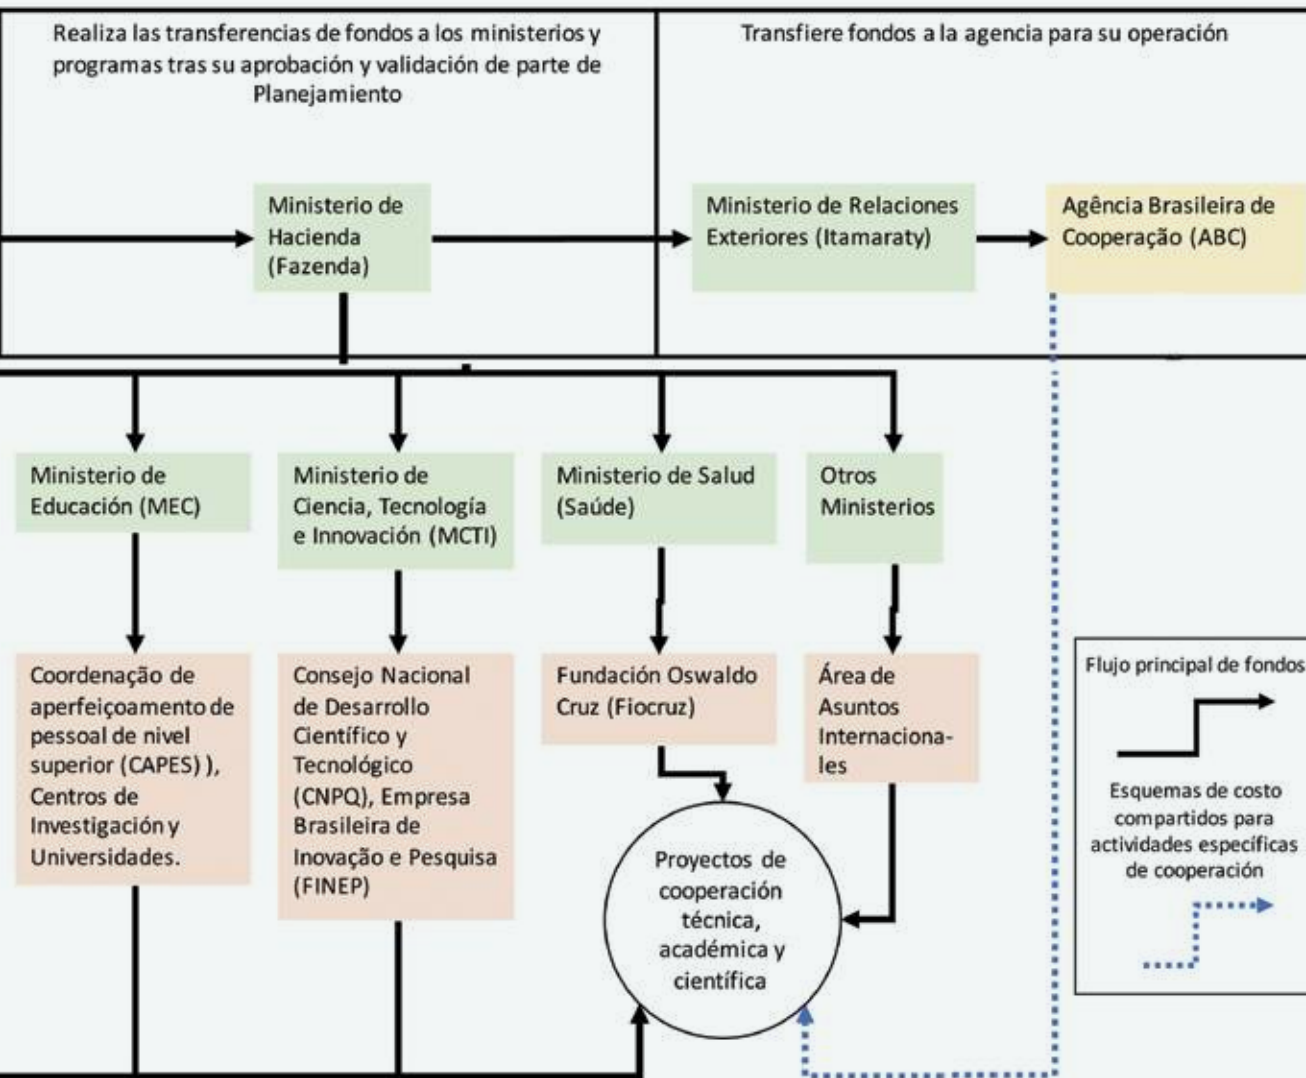 Realiza las transferencias de fondos a los ministerios y
programas tras su aprobación y validación de parte de
Planejamiento
Transfiere fondos a la agencia para su operación
Ministerio de
Hacienda
(Fazenda)
Ministerio de Relaciones
Exteriores (Itamaraty)
Agência Brasileira de
Cooperação (ABC)
Ministerio de
Educación (MEC)
Ministerio de
Ciencia, Tecnología
e Innovación (MCTI)
Ministerio de Salud
(Saúde)
Otros
Ministerios
Coordenação de
aperfeiçoamento de
pessoal de nivel
superior (CAPES) ),
Centros de
Investigación y
Universidades.
Consejo Nacional
de Desarrollo
Científico y
Tecnológico
(CNPQ), Empresa
Brasileira de
Inovação e Pesquisa
(FINEP)
Fundación Oswaldo
Cruz (Fiocruz)
Área de
Asuntos
Internaciona-
les
Proyectos de
cooperación
técnica,
académica y
científica
Flujo principal de fondos
Esquemas de costo
compartidos para
actividades específicas
de cooperación